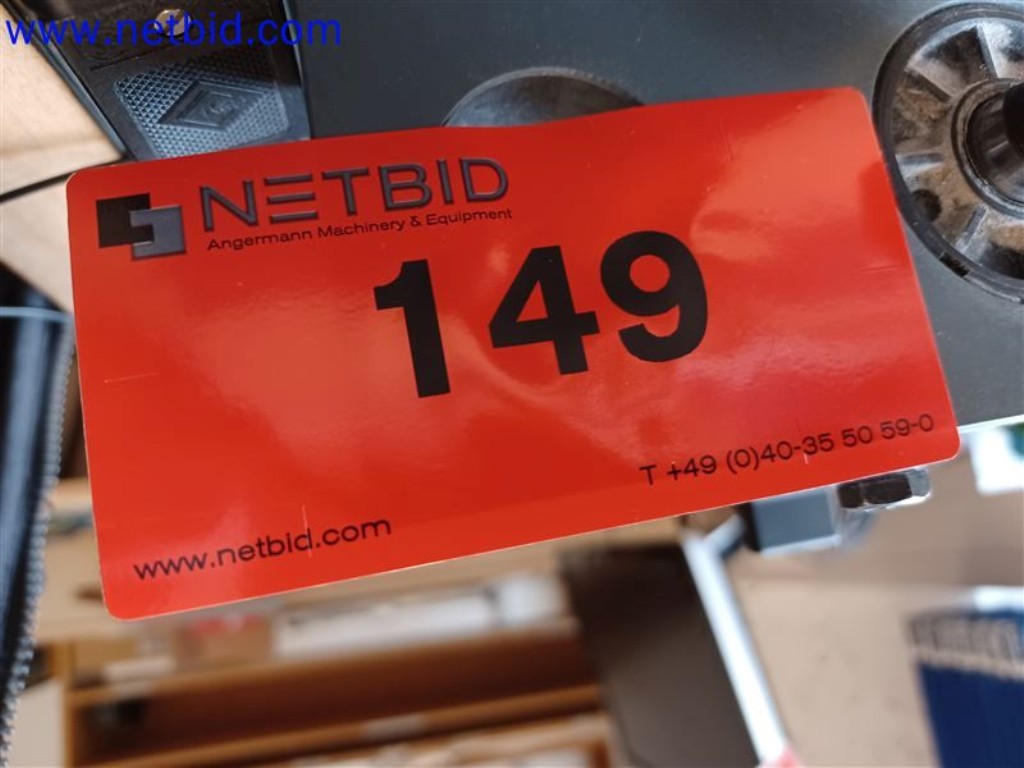 www.netbid.com
NETBID
Angermann Machinery & Equipment
149
T +49 (0)40-35 50 59-0
www.netbid.com